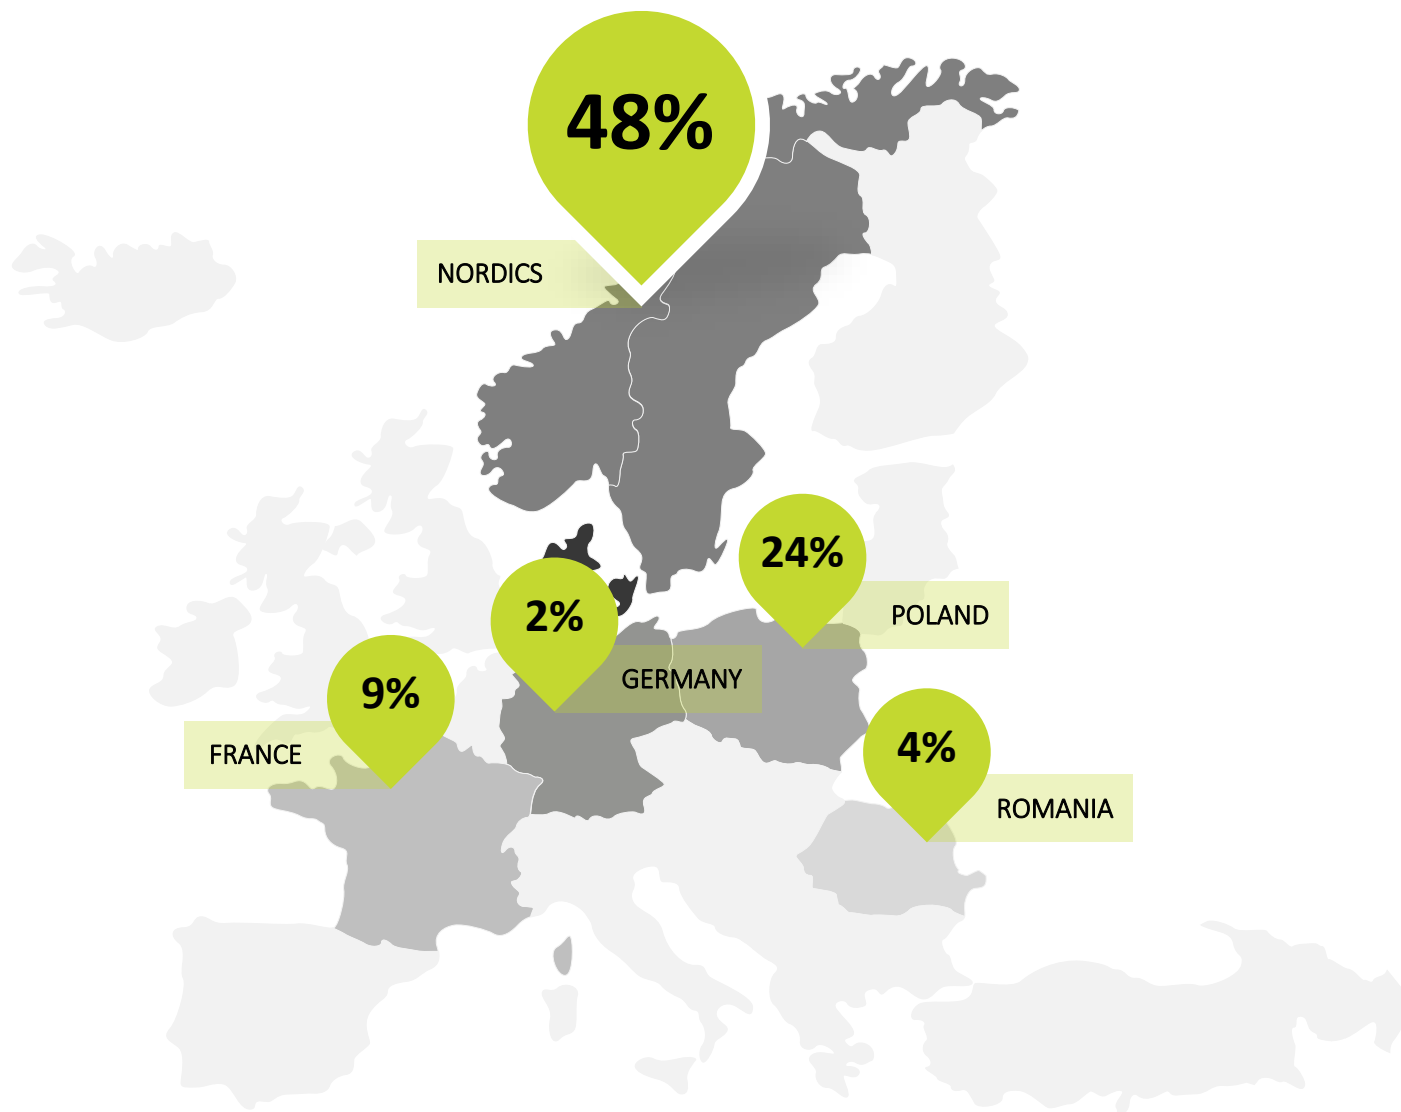 48%
NORDICS
24%
POLAND
2%
GERMANY
9%
FRANCE
4%
ROMANIA